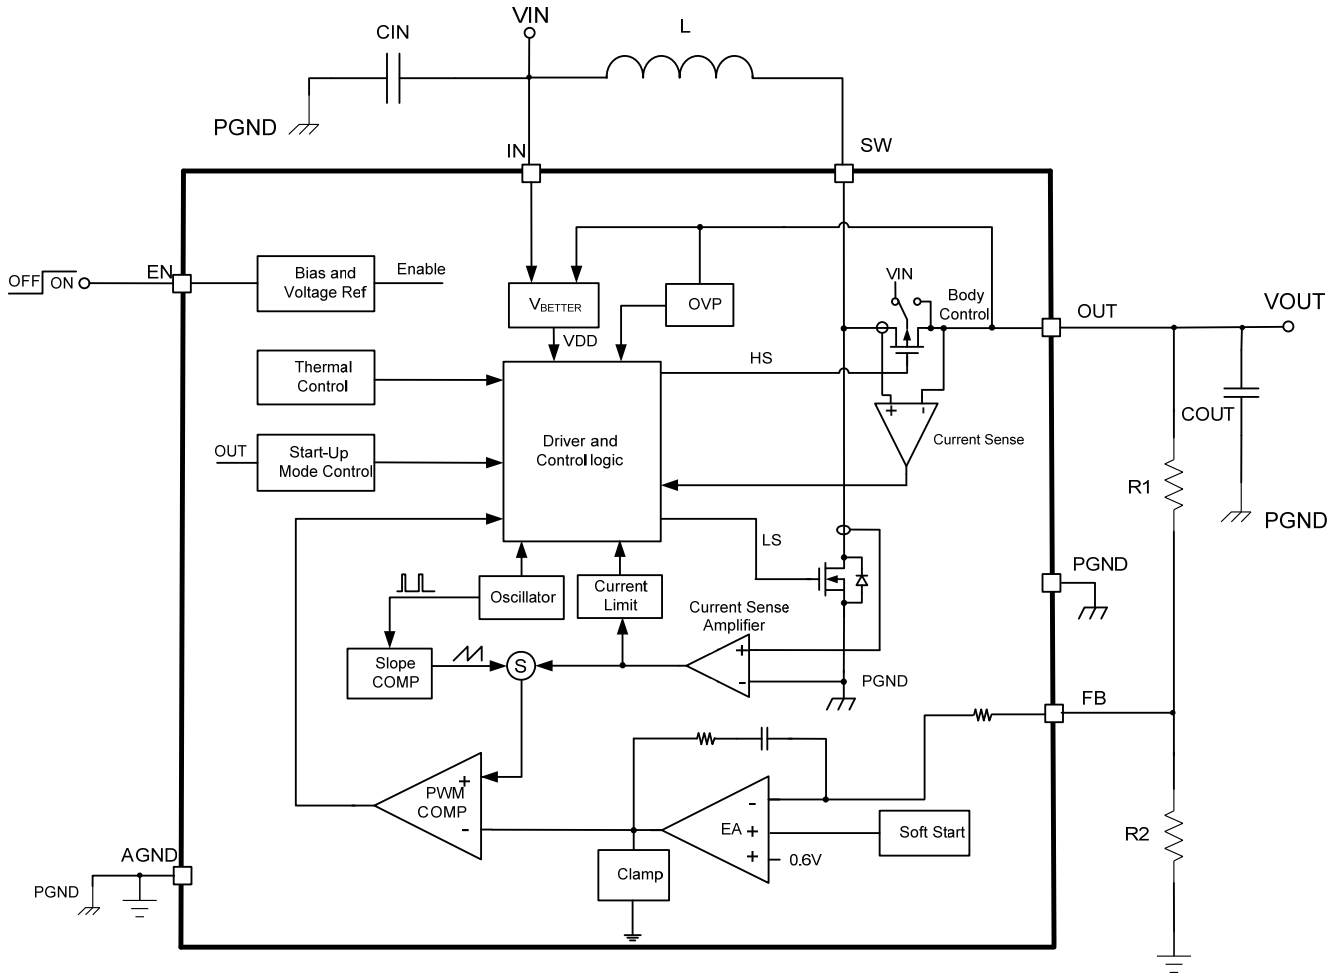 VIN
CIN
L
PGND
IN
SW
EN
OFF
ON
Bias and
Voltage Ref
Enable
VBETTER
OVP
VIN
Body
Control
OUT
VOUT
VDD
Thermal
Control
HS
COUT
+
-
OUT
Start-Up
Mode Control
Driver and
Control logic
Current Sense
R1
PGND
LS
PGND
Oscillator
Current
Limit
Current Sense
Amplifier
Slope
COMP
S
+
-
PGND
FB
PWM
COMP
+
-
EA
-
+
+
0.6V
Soft Start
R2
AGND
PGND
Clamp